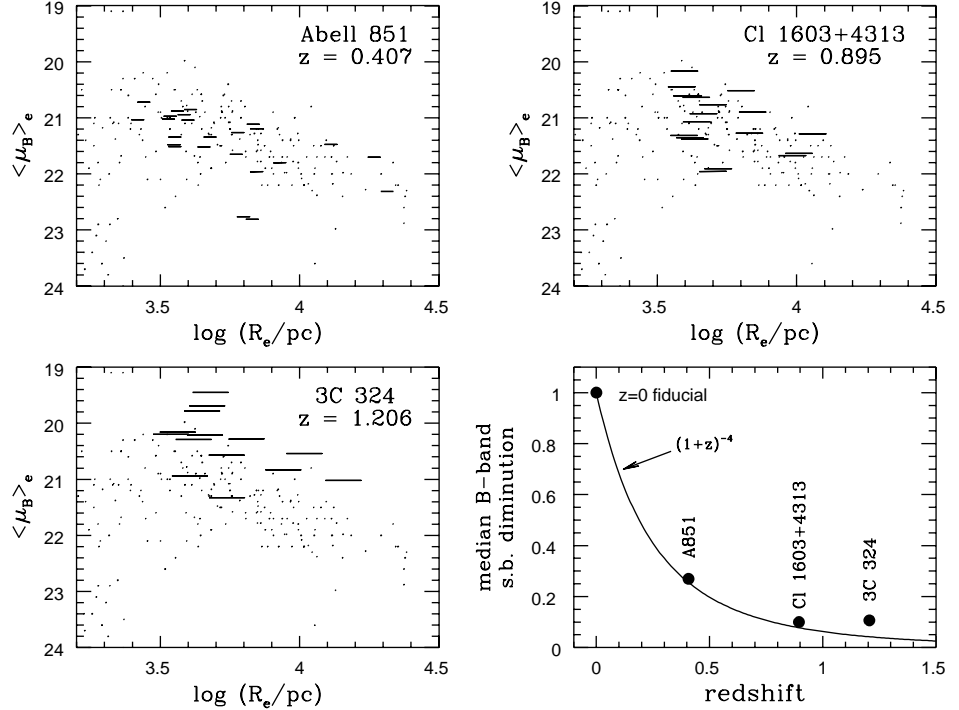 Abell 851
z = 0.407
<μB>e
19
20
21
22
23
24
3.5
4
4.5
log (Re/pc)
Cl 1603+4313
z = 0.895
<μB>e
19
20
21
22
23
24
3.5
4
4.5
log (Re/pc)
3C 324
z = 1.206
<μB>e
19
20
21
22
23
24
3.5
4
4.5
log (Re/pc)
median B-band
s.b. diminution
1
0.8
0.6
0.4
0.2
0
z=0 fiducial
(1+z)-4
A851
Cl 1603+4313
3C 324
0
0.5
1
1.5
redshift